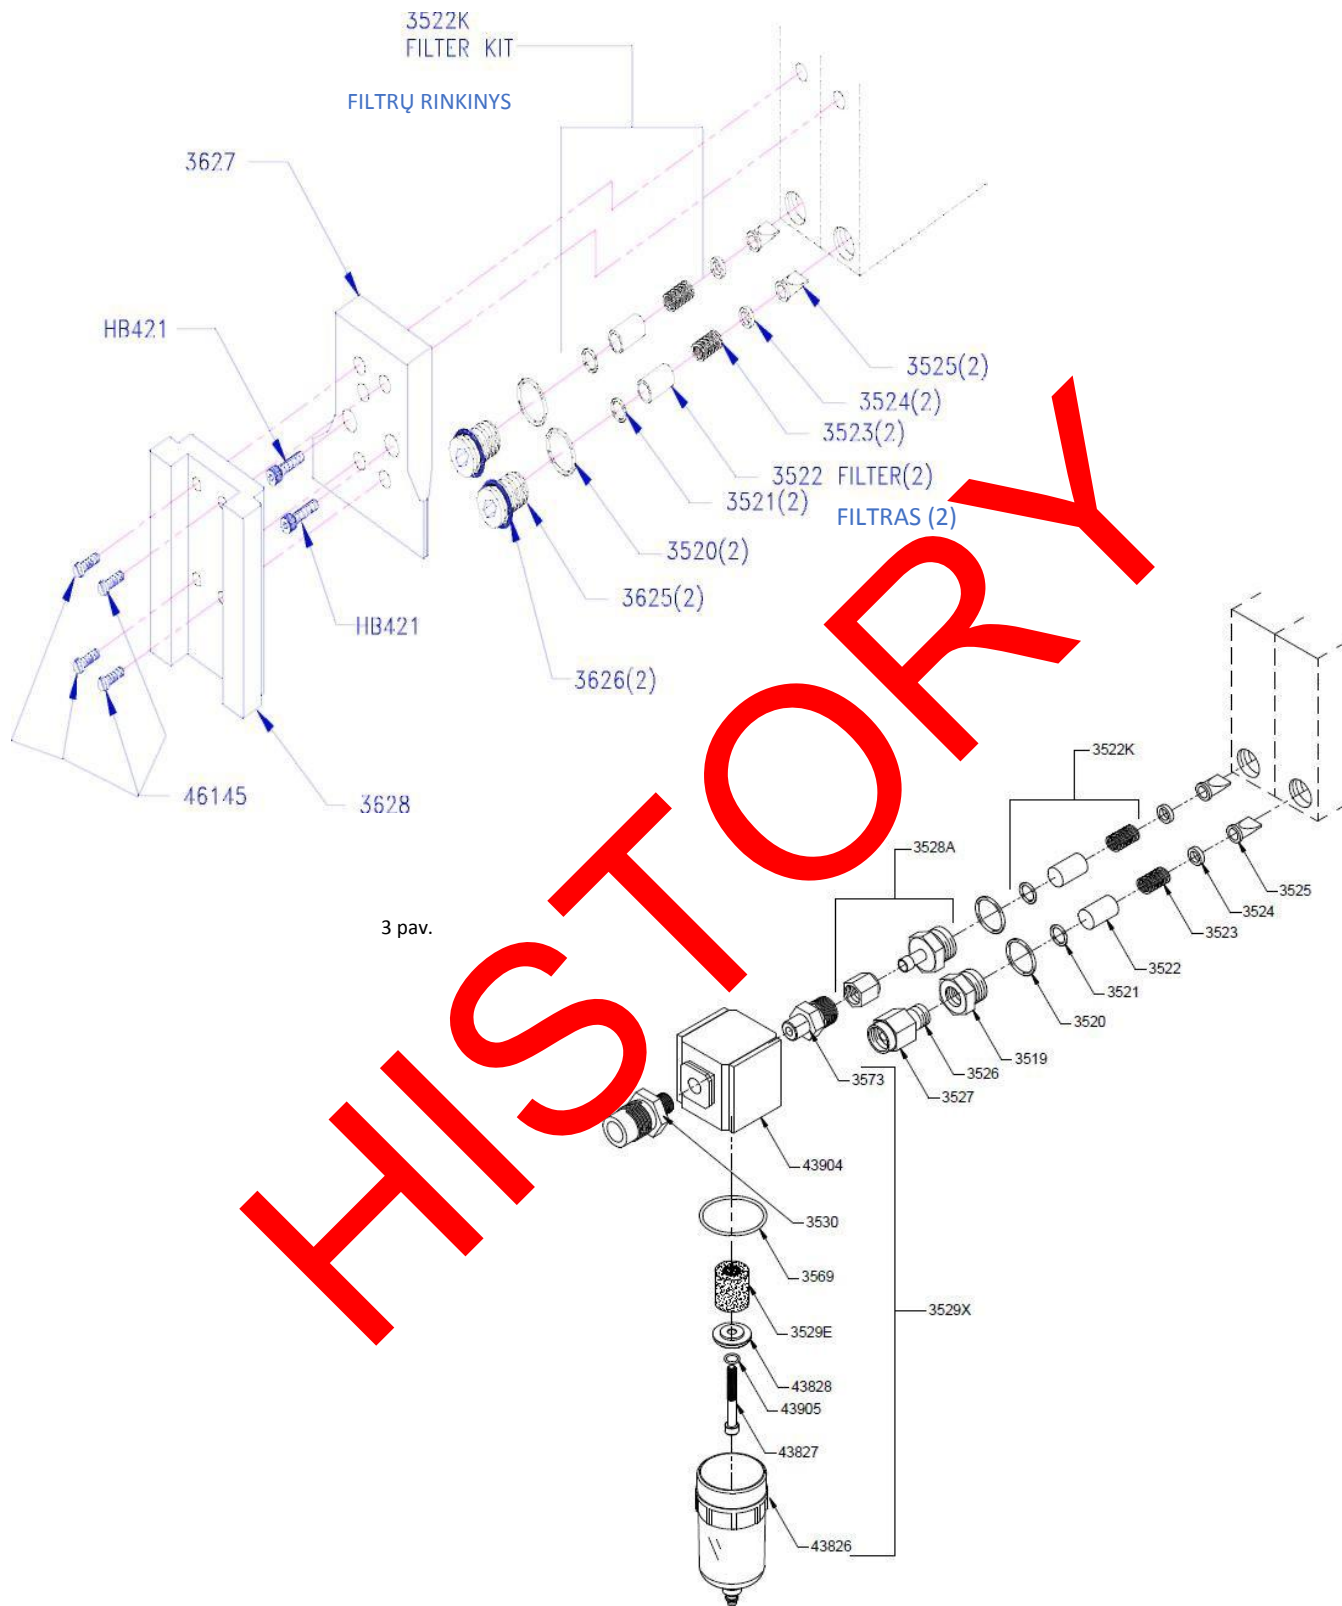 3522K
FILTER KIT
FILTRŲ RINKINYS
3627
HB421
3525(2)
3524(2)
3523(2)
3522 FILTER(2)
3521(2)
FILTRAS (2)
3520(2)
3625(2)
HB421
3626(2)
46145
3628
HISTORY
3522K
3528A
3525
3524
3523
3 pav.
3522
3521
3520
3519
3526
3573
3527
43904
3530
3569
3529X
3529E
43828
43905
43827
43826